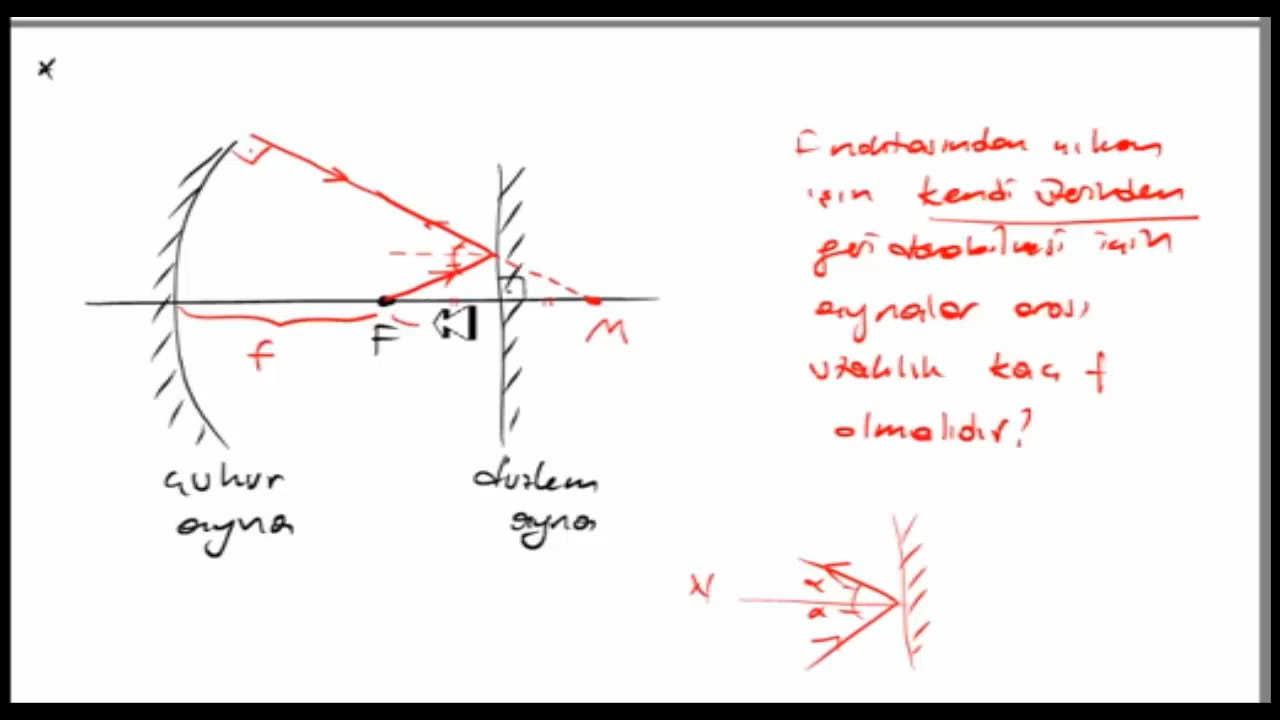 *
F noktasından çıkan
ışın kendi üzerinden
geri dönebilmesi için
aynalar arası
uzaklık kaç f
olmalıdır?
f
F
M
çukur
ayna
düzlem
ayna
N
α
α